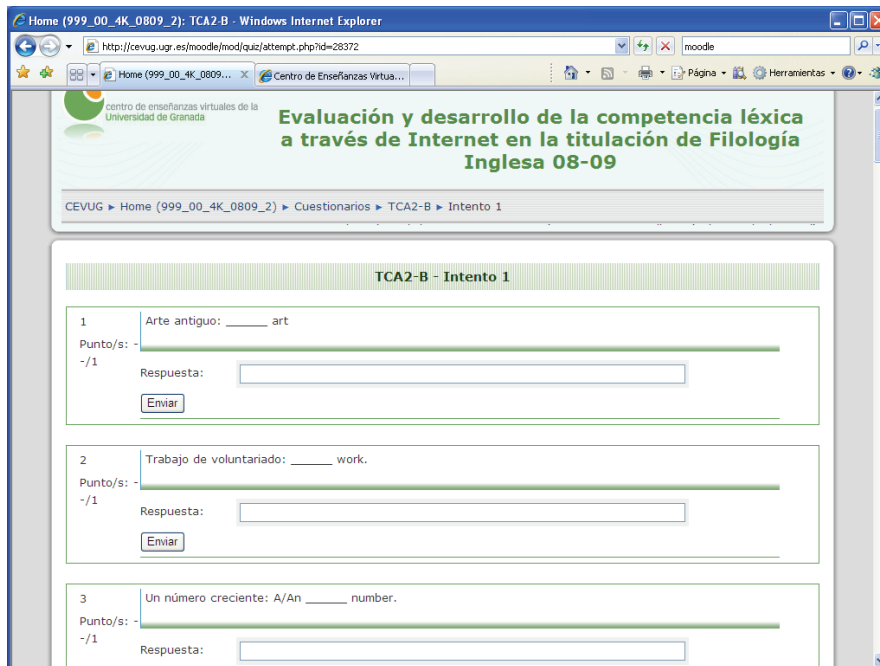 Home (999_00_4K_0809_2): TCA2-B - Windows Internet Explorer
http://cevug.ugr.es/moodle/mod/quiz/attempt.php?id=28372
moodle
Home (999_00_4K_0809... X
Centro de Enseñanzas Virtua...
Página
Herramientas
centro de enseñanzas virtuales de la
Universidad de Granada
Evaluación y desarrollo de la competencia léxica
a través de Internet en la titulación de Filología
Inglesa 08-09
CEVUG ► Home (999_00_4K_0809_2) ► Cuestionarios ► TCA2-B ► Intento 1
TCA2-B - Intento 1
1
Arte antiguo: ______ art
Punto/s: -
-/1
Respuesta:
Enviar
2
Trabajo de voluntariado: ______ work.
Punto/s: -
-/1
Respuesta:
Enviar
3
Un número creciente: A/An ______ number.
Punto/s: -
-/1
Respuesta: